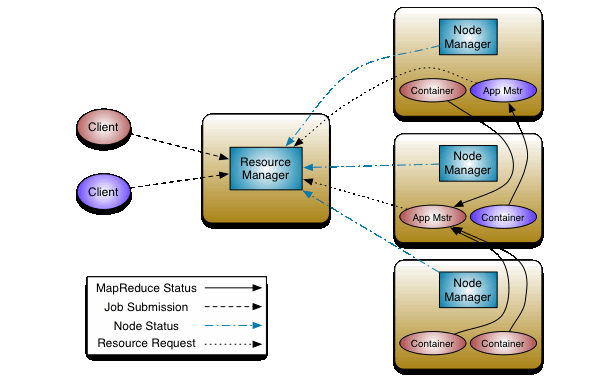 Node
Manager
Container
App Mstr
Client
Client
Resource
Manager
Node
Manager
App Mstr
Container
Node
Manager
Container
Container
MapReduce Status
Job Submission
Node Status
Resource Request